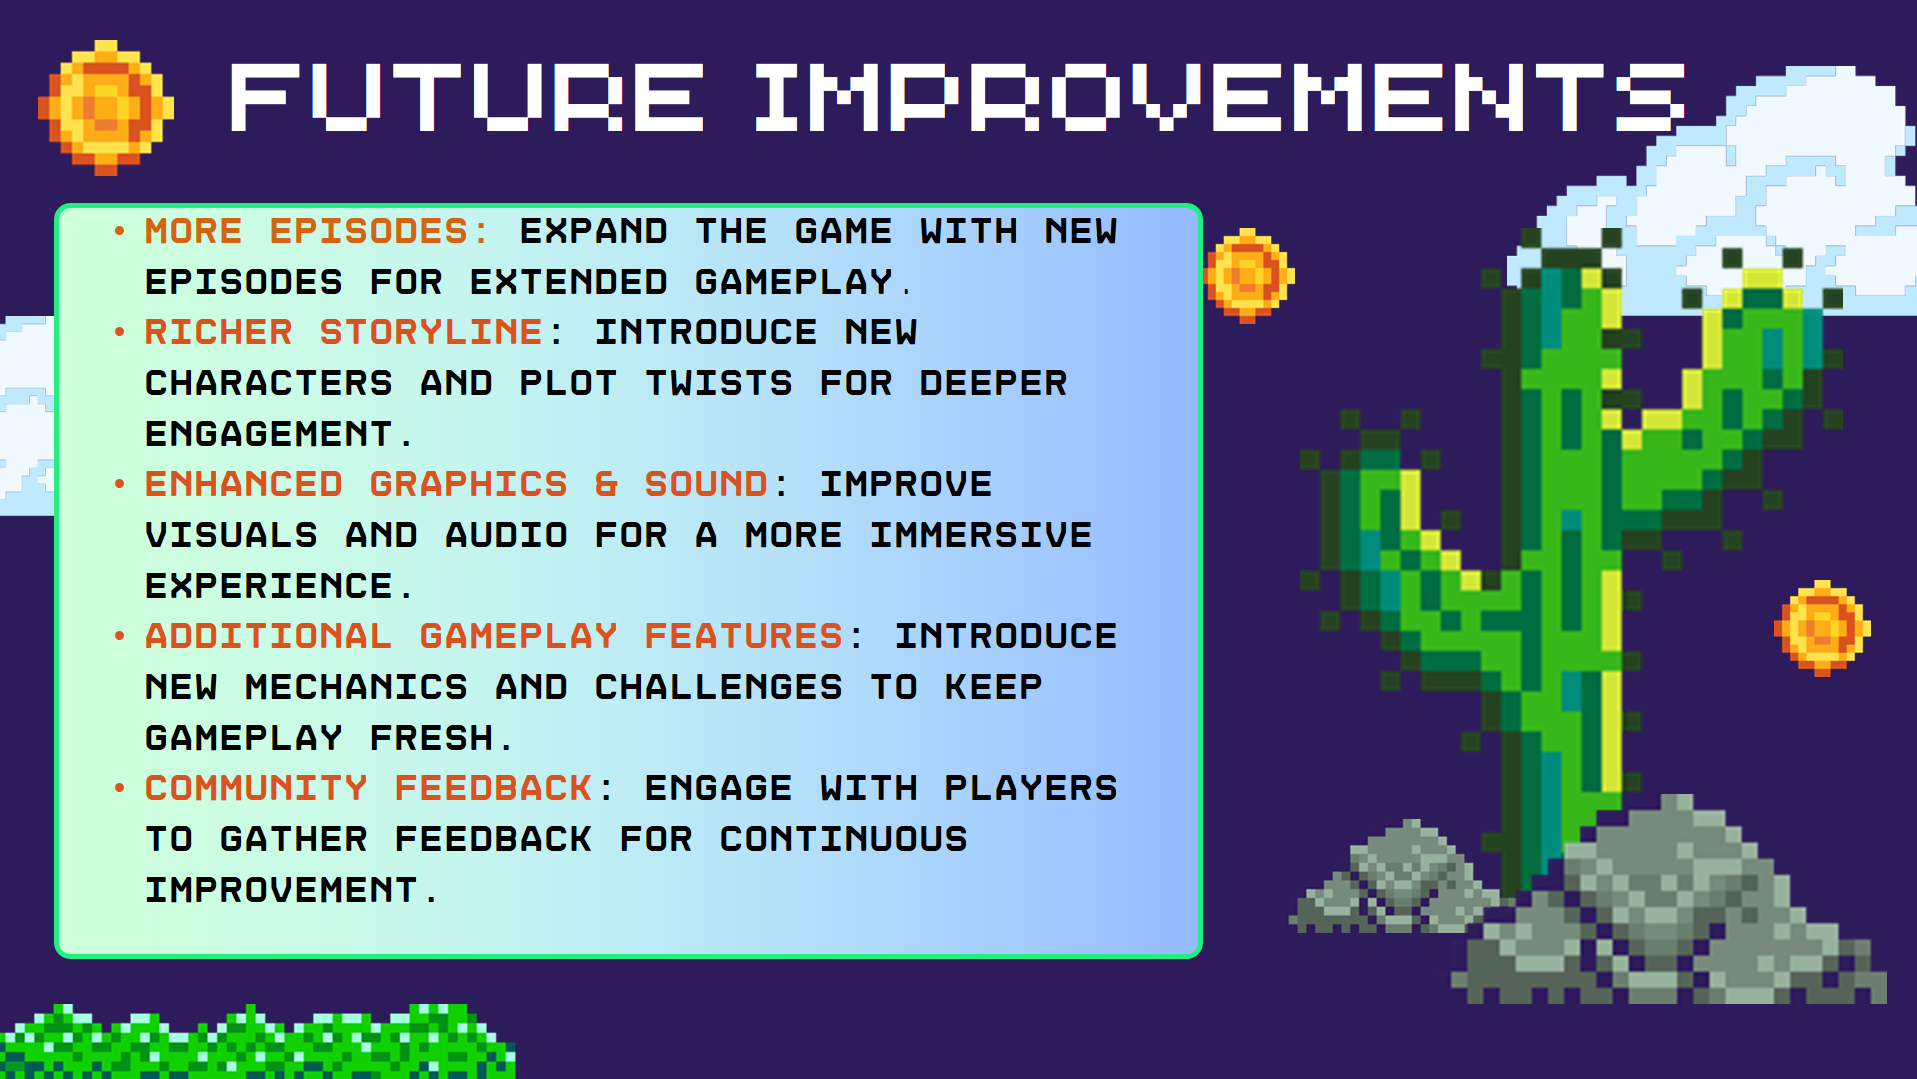 FUTURE IMPROVEMENTS
• MORE EPISODES: EXPAND THE GAME WITH NEW
EPISODES FOR EXTENDED GAMEPLAY.
• RICHER STORYLINE: INTRODUCE NEW
CHARACTERS AND PLOT TWISTS FOR DEEPER
ENGAGEMENT.
• ENHANCED GRAPHICS & SOUND: IMPROVE
VISUALS AND AUDIO FOR A MORE IMMERSIVE
EXPERIENCE.
• ADDITIONAL GAMEPLAY FEATURES: INTRODUCE
NEW MECHANICS AND CHALLENGES TO KEEP
GAMEPLAY FRESH.
• COMMUNITY FEEDBACK: ENGAGE WITH PLAYERS
TO GATHER FEEDBACK FOR CONTINUOUS
IMPROVEMENT.